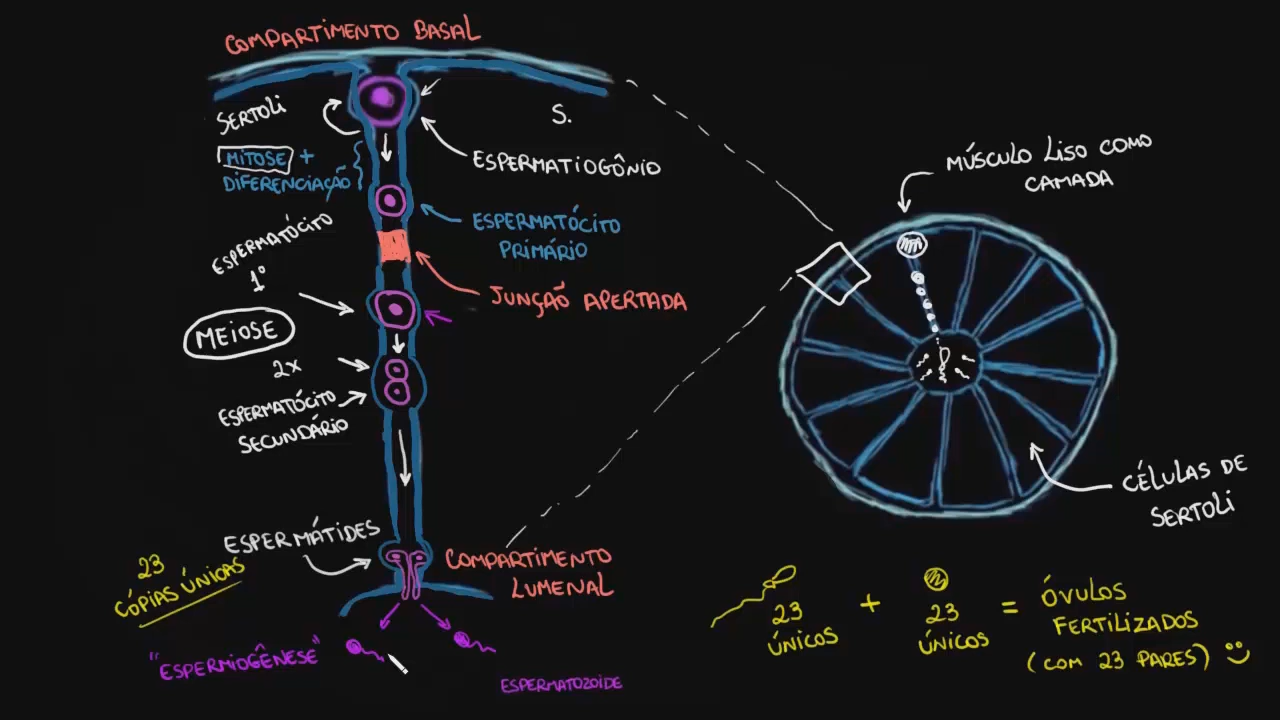 COMPARTIMENTO BASAL
SERTOLI
S.
MITOSE +
DIFERENCIAÇÃO
ESPERMATIOGÔNIO
ESPERMATÓCITO
PRIMÁRIO
ESPERMATÓCITO
1º
JUNÇÃO APERTADA
MEIOSE
2x
ESPERMATÓCITO
SECUNDÁRIO
ESPERMÁTIDES
COMPARTIMENTO
LUMENAL
23
CÓPIAS ÚNICAS
"ESPERMIOGÊNESE"
ESPERMATOZOIDE
MÚSCULO LISO COMO
CAMADA
CÉLULAS DE
SERTOLI
23
ÚNICOS
+
23
ÚNICOS
=
ÓVULOS
FERTILIZADOS
(COM 23 PARES)